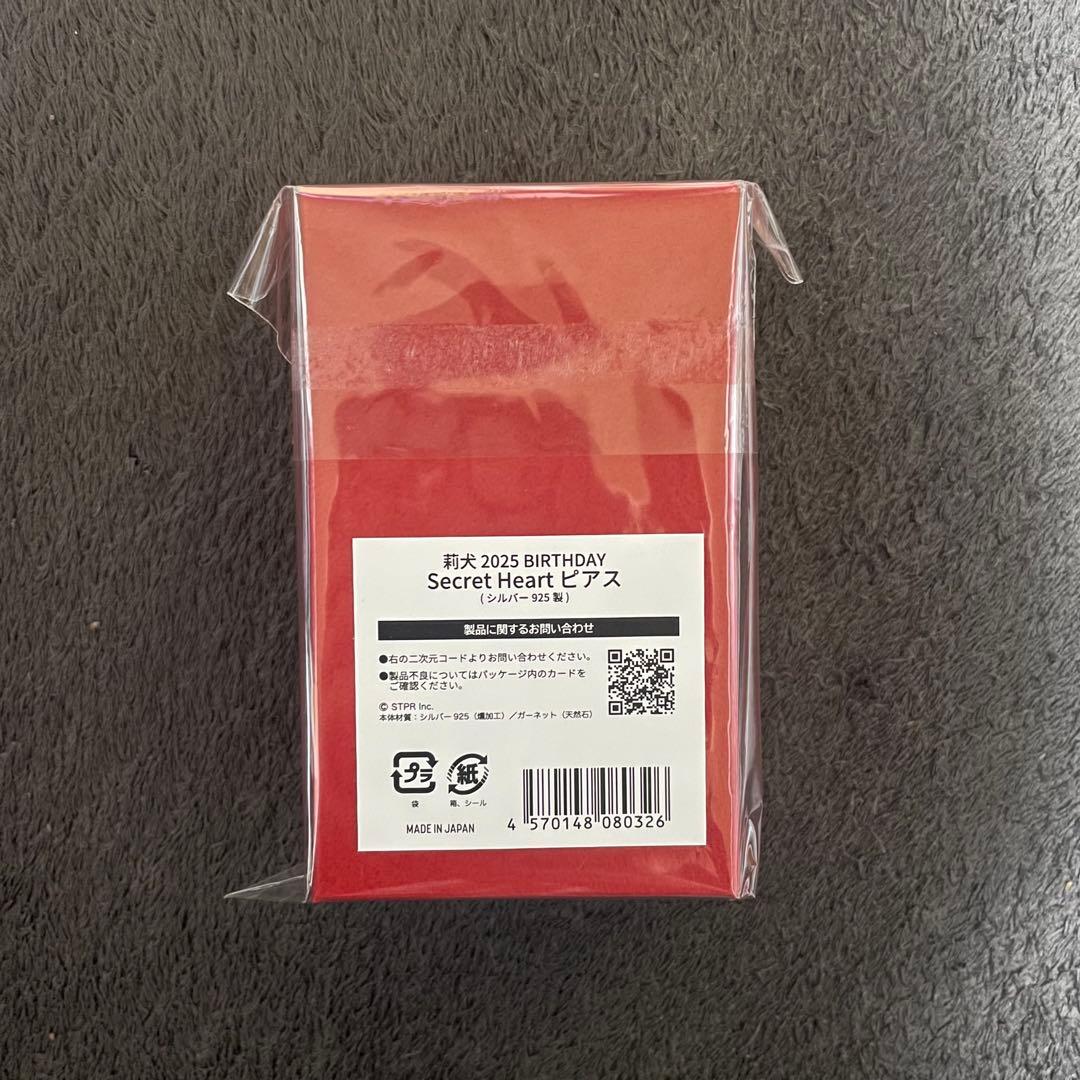 莉犬 2025 BIRTHDAY
Secret Heart ピアス
( シルバー 925 製 )
製品に関するお問い合わせ
●右の二次元コードよりお問い合わせください。
●製品不良についてはパッケージ内のカードを
ご確認ください。
© STPR Inc.
本体材質：シルバー 925（燻加工）／ガーネット（天然石）
プラ
紙
袋
箱、シール
MADE IN JAPAN
4 570148 080326